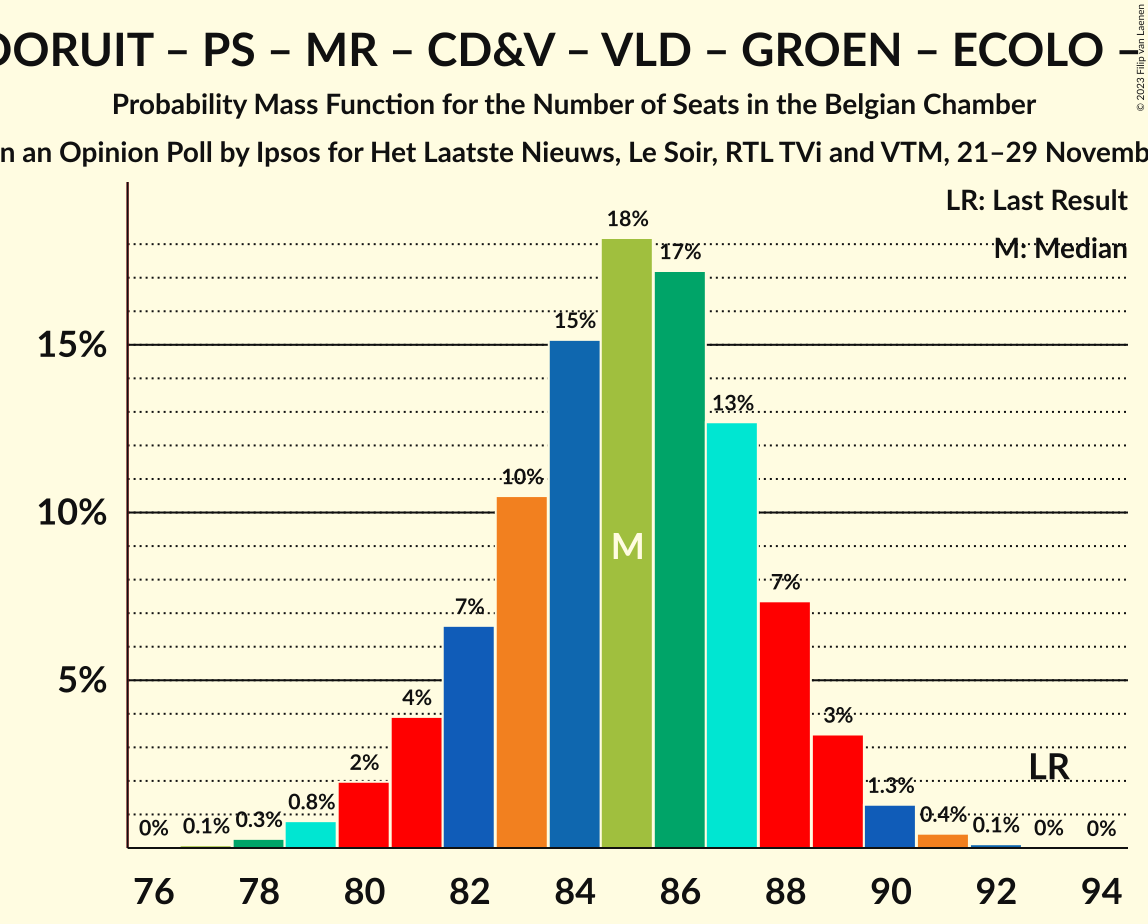 OORUIT – PS – MR – CD&V – VLD – GROEN – ECOLO –
Probability Mass Function for the Number of Seats in the Belgian Chamber
n an Opinion Poll by Ipsos for Het Laatste Nieuws, Le Soir, RTL TVi and VTM, 21–29 Novemb
© 2023 Filip van Laenen
LR: Last Result
M: Median
18%
17%
15%
15%
13%
10%
10%
M
7%
7%
5%
4%
3%
2%
LR
1.3%
0.8%
0.4%
0.3%
0.1%
0.1%
0%
0%
0%
76 78 80 82 84 86 88 90 92 94